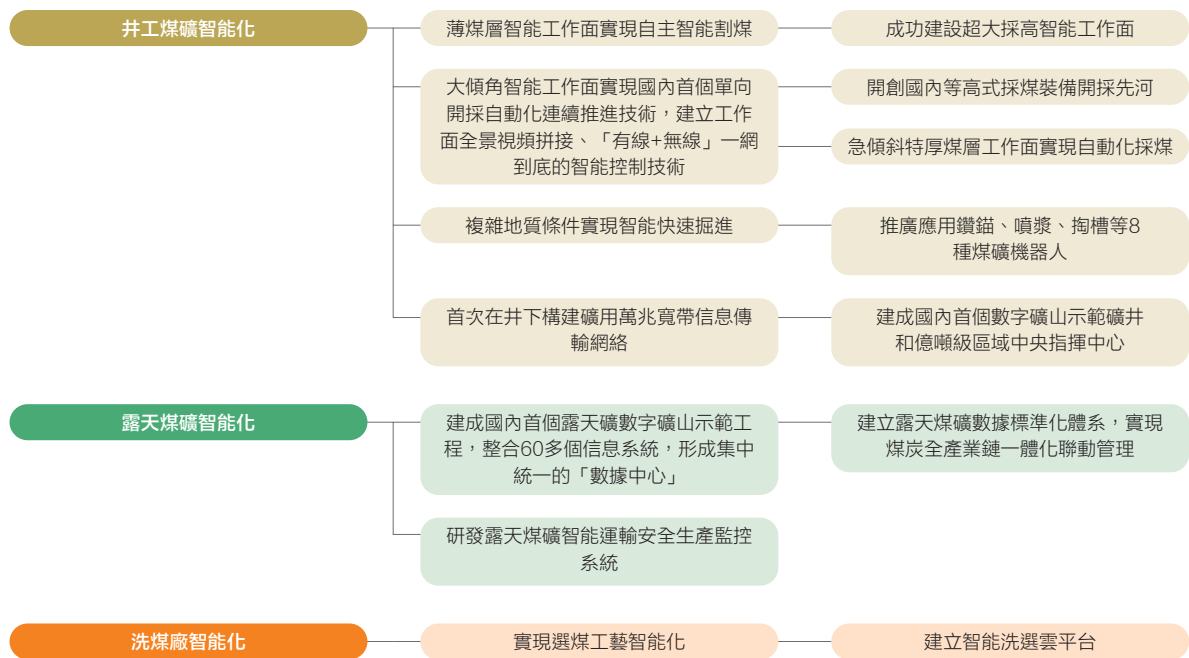 井工煤礦智能化
薄煤層智能工作面實現自主智能割煤
成功建設超大採高智能工作面
大傾角智能工作面實現國內首個單向
開採自動化連續推進技術，建立工作
面全景視頻拼接、「有線+無線」一網
到底的智能控制技術
開創國內等高式採煤裝備開採先河
急傾斜特厚煤層工作面實現自動化採煤
複雜地質條件實現智能快速掘進
推廣應用鑽錨、噴漿、掏槽等8
種煤礦機器人
首次在井下構建礦用萬兆寬帶信息傳
輸網絡
建成國內首個數字礦山示範礦井
和億噸級區域中央指揮中心
露天煤礦智能化
建成國內首個露天礦數字礦山示範工
程，整合60多個信息系統，形成集中
統一的「數據中心」
建立露天煤礦數據標準化體系，實現
煤炭全產業鏈一體化聯動管理
研發露天煤礦智能運輸安全生產監控
系統
洗煤廠智能化
實現選煤工藝智能化
建立智能洗選雲平台